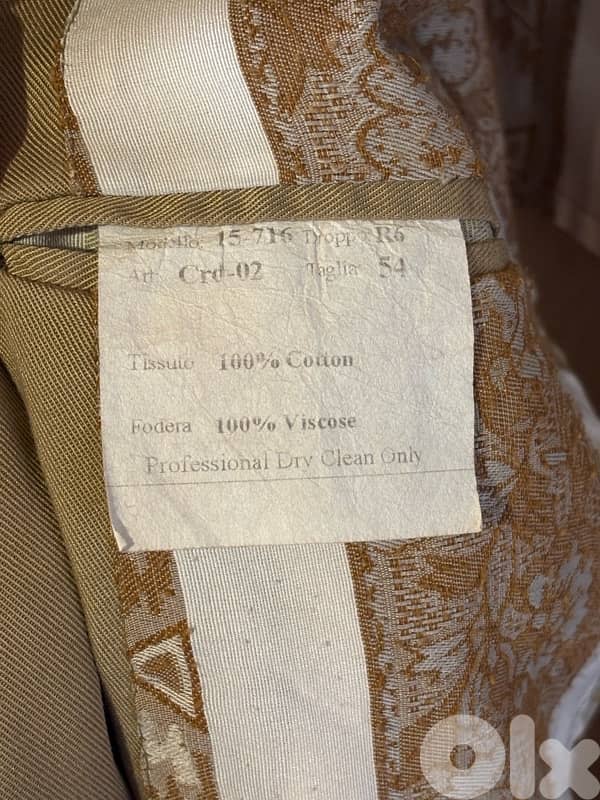 Modello: 15-716 Dropp: R6
Art: Crd-02 Taglia 54
Tissuto 100% Cotton
Fodera 100% Viscose
Professional Dry Clean Only
olx